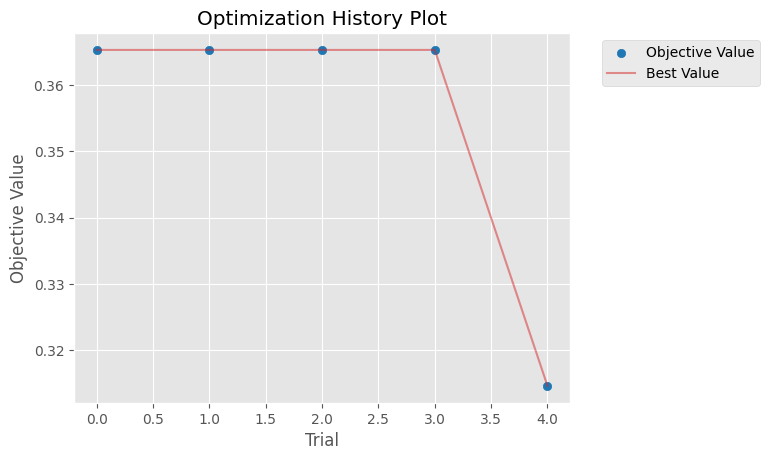 Optimization History Plot
Objective Value
Best Value
Objective Value
0.36
0.35
0.34
0.33
0.32
0.0 0.5 1.0 1.5 2.0 2.5 3.0 3.5 4.0
Trial